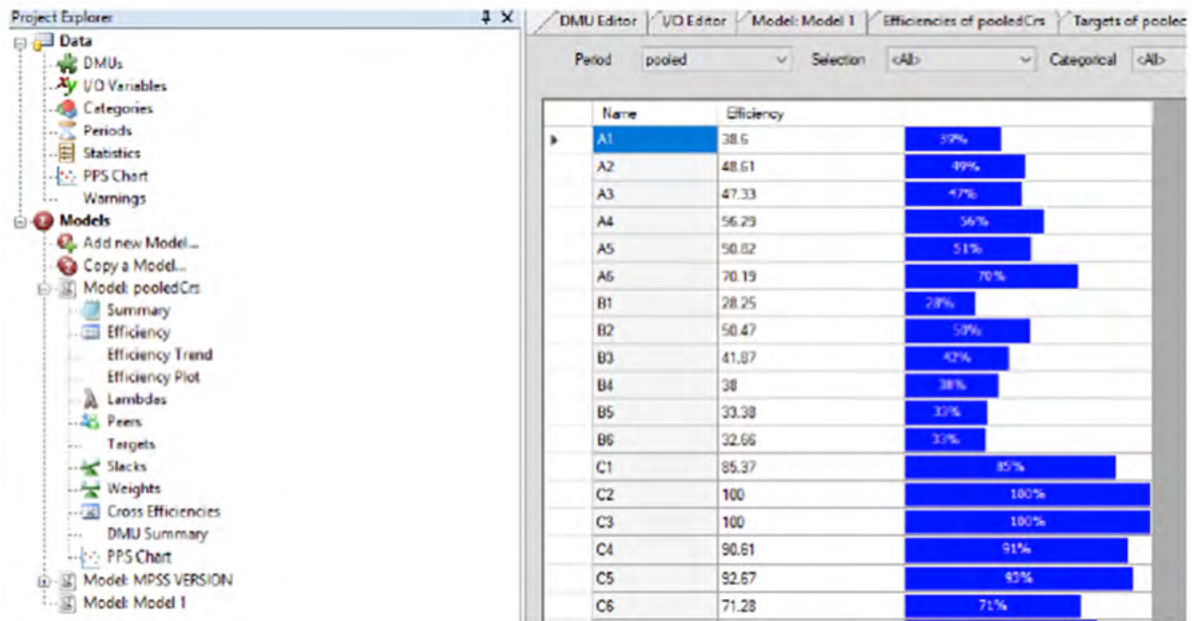 Project Explorer
Data
DMUs
I/O Variables
Categories
Periods
Statistics
PPS Chart
Warnings
Models
Add new Model...
Copy a Model...
Model: pooledCrs
Summary
Efficiency
Efficiency Trend
Efficiency Plot
Lambdas
Peers
Targets
Slacks
Weights
Cross Efficiencies
DMU Summary
PPS Chart
Model: MPSS VERSION
Model: Model 1
DMU Editor I/O Editor Model: Model 1 Efficiencies of pooledCrs Targets of poolec
Period pooled Selection <All> Categorical <All>
Name Efficiency
A1 38.6 39%
A2 48.61 49%
A3 47.33 47%
A4 56.29 56%
A5 50.82 51%
A6 70.19 70%
B1 28.25 28%
B2 50.47 50%
B3 41.87 42%
B4 38 38%
B5 33.38 33%
B6 32.66 33%
C1 85.37 85%
C2 100 100%
C3 100 100%
C4 90.61 91%
C5 92.67 93%
C6 71.28 71%